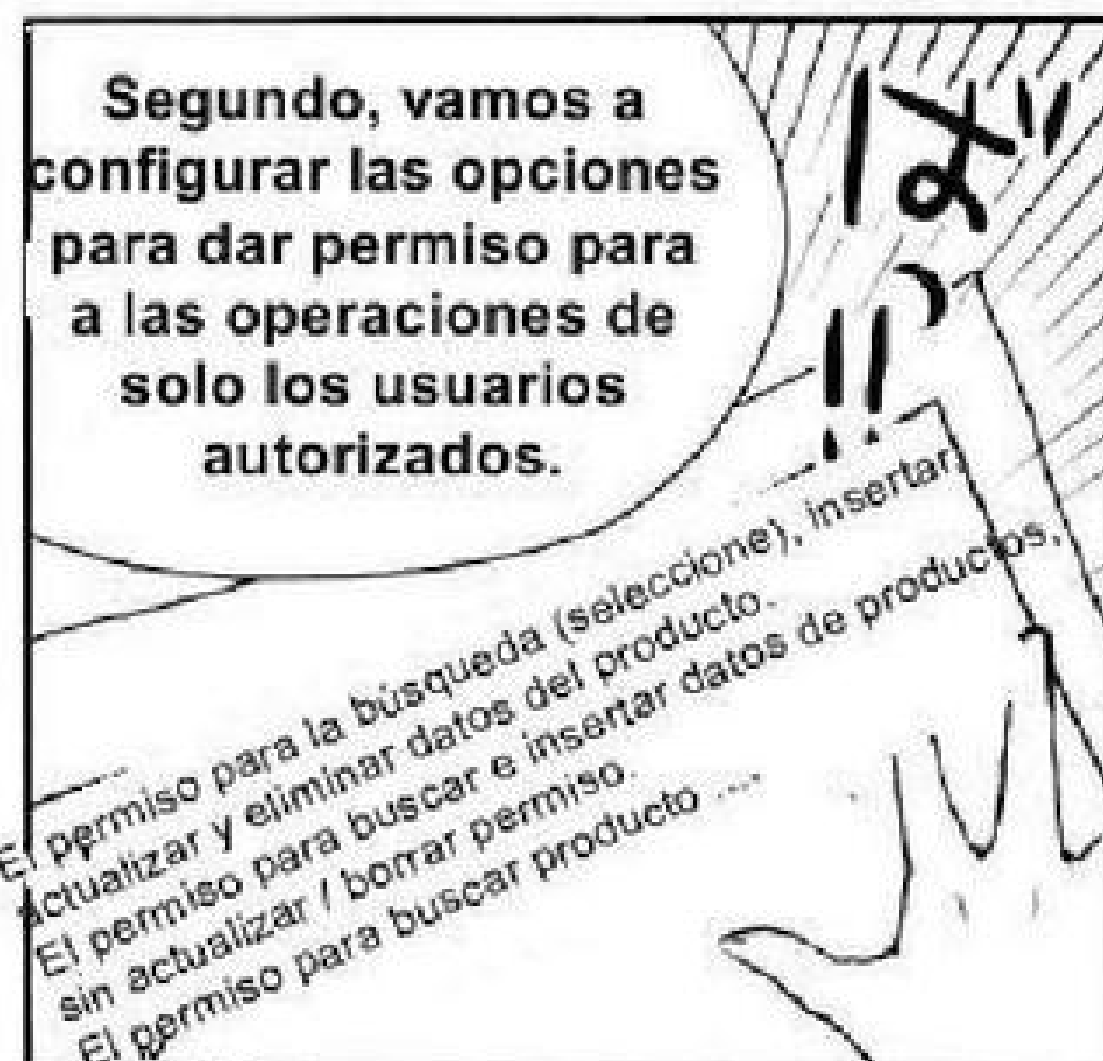 Segundo, vamos a
configurar las opciones
para dar permiso para
a las operaciones de
solo los usuarios
autorizados.
ばっ!!
El permiso para la búsqueda (seleccione), insertar,
actualizar y eliminar datos del producto.
El permiso para buscar e insertar datos de productos,
sin actualizar / borrar permiso.
El permiso para buscar producto ....